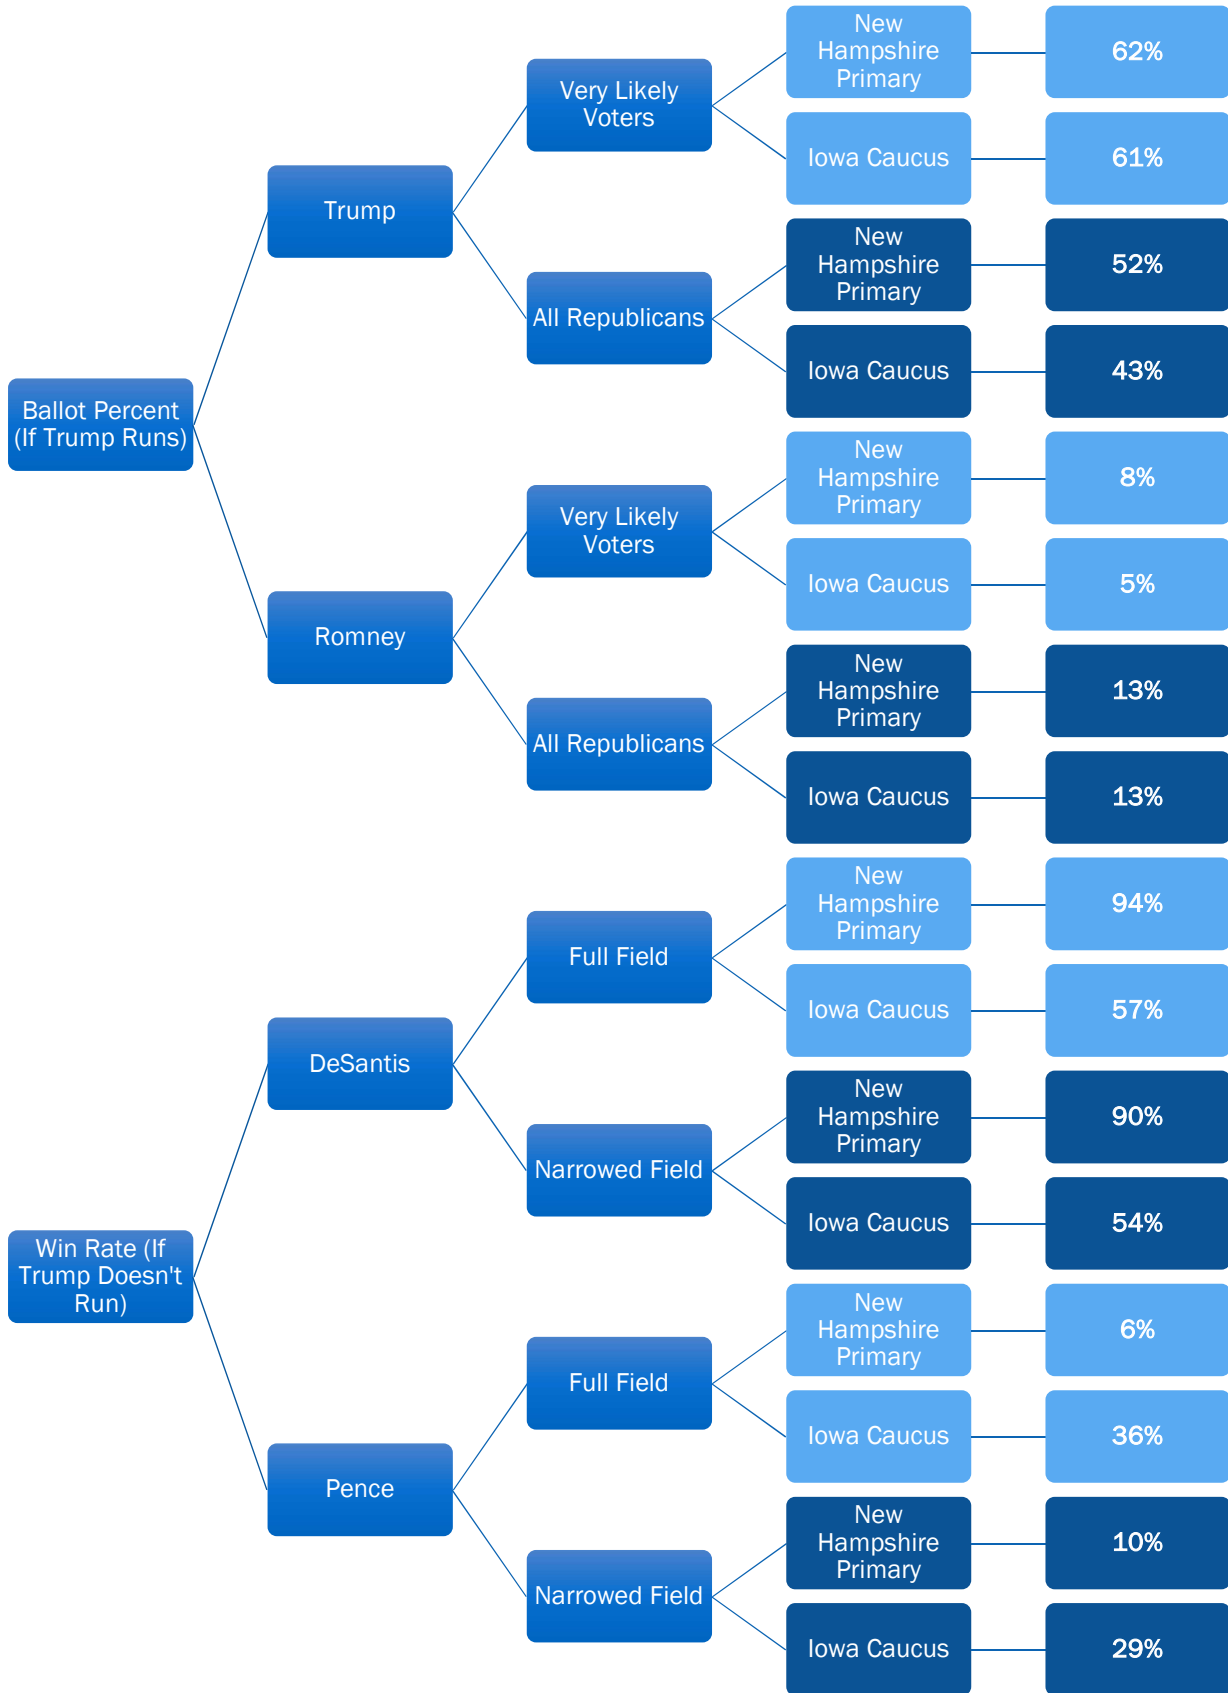 Ballot Percent
(If Trump Runs)
Trump
Very Likely
Voters
New
Hampshire
Primary
62%
Iowa Caucus
61%
All Republicans
New
Hampshire
Primary
52%
Iowa Caucus
43%
Romney
Very Likely
Voters
New
Hampshire
Primary
8%
Iowa Caucus
5%
All Republicans
New
Hampshire
Primary
13%
Iowa Caucus
13%
Win Rate (If
Trump Doesn't
Run)
DeSantis
Full Field
New
Hampshire
Primary
94%
Iowa Caucus
57%
Narrowed Field
New
Hampshire
Primary
90%
Iowa Caucus
54%
Pence
Full Field
New
Hampshire
Primary
6%
Iowa Caucus
36%
Narrowed Field
New
Hampshire
Primary
10%
Iowa Caucus
29%